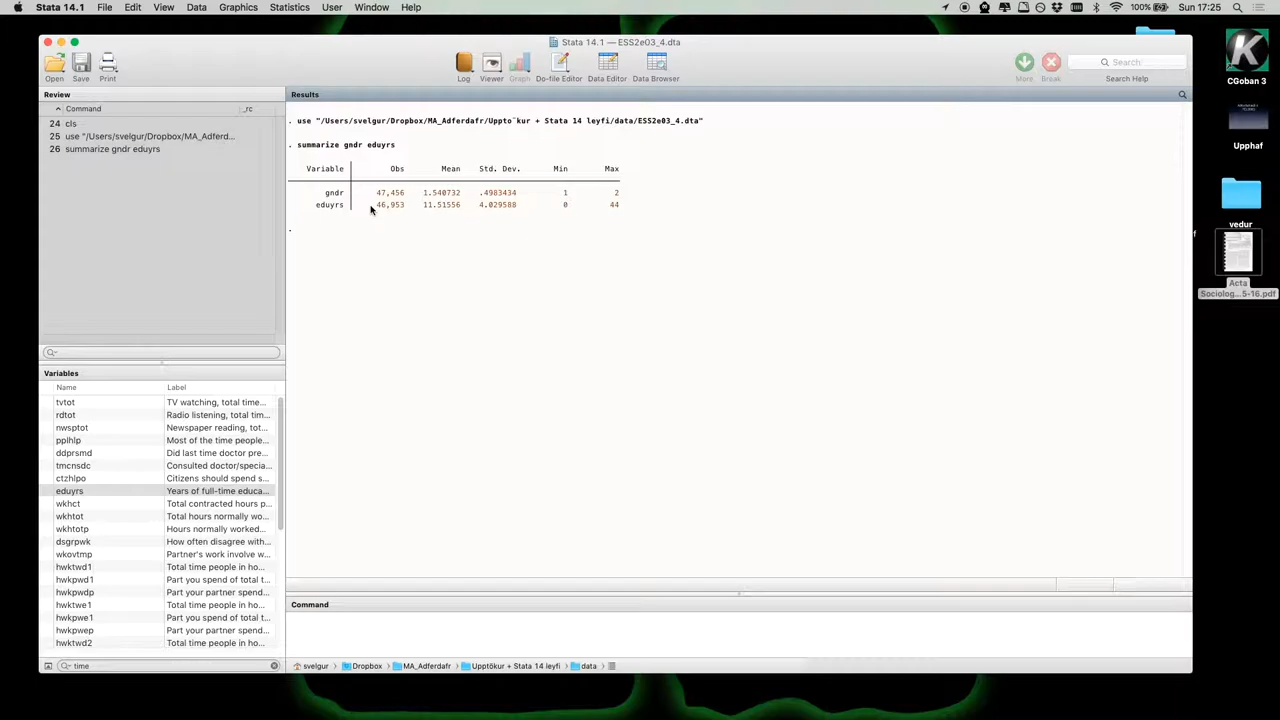 Stata 14.1 File Edit View Data Graphics Statistics User Window Help
100% Sun 17:25
Stata 14.1 — ESS2e03_4.dta
Open Save Print Log Viewer Graph Do-file Editor Data Editor Data Browser More Break Search Help
Search...
Review
Command _rc
24 cls
25 use "/Users/svelgur/Dropbox/MA_Adferd...
26 summarize gndr eduyrs
Results
. use "/Users/svelgur/Dropbox/MA_Adferdafr/Uppto¨kur + Stata 14 leyfi/data/ESS2e03_4.dta"
. summarize gndr eduyrs
Variable Obs Mean Std. Dev. Min Max
gndr 47,456 1.540732 .4983434 1 2
eduyrs 46,953 11.51556 4.029588 0 44
.
Variables
Name Label
tvtot TV watching, total time...
rdtot Radio listening, total tim...
nwsptot Newspaper reading, tot...
pplhlp Most of the time people...
ddprsmd Did last time doctor pre...
tmcnsdc Consulted doctor/specia...
ctzhlpo Citizens should spend s...
eduyrs Years of full-time educa...
wkhct Total contracted hours p...
wkhtot Total hours normally wo...
wkhtotp Hours normally worked...
dsgrpwk How often disagree with...
wkovtmp Partner's work involve w...
hwktwd1 Total time people in ho...
hwkpwd1 Part you spend of total t...
hwkpwdp Part your partner spend...
hwktwe1 Total time people in ho...
hwkpwe1 Part you spend of total t...
hwkpwep Part your partner spend...
hwktwd2 Total time people in ho...
time
Command
svelgur Dropbox MA_Adferdafr Upptökur + Stata 14 leyfi data
CGoban 3
Upphaf
vedur
f
Acta
Sociolog...5-16.pdf